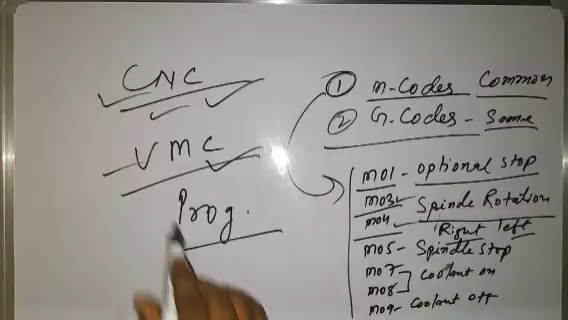 CNC
VMC
Prog.
① M-Codes Common
② G.Codes - Same
M01 - optional stop
M03 Spindle Rotation
M04 Right left
M05 - Spindle stop
M07
M08 coolant on
M09 - coolant off